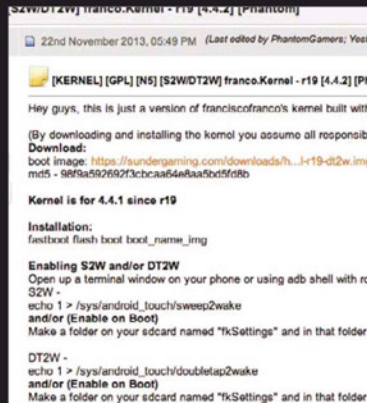 [S2W/DT2W] franco.Kernel - r19 [4.4.2] [Phantom]
22nd November 2013, 05:49 PM (Last edited by PhantomGamers;
[KERNEL] [GPL] [N5] [S2W/DT2W] franco.Kernel - r19 [4.4.2]
Hey guys, this is just a version of franciscofranco's kernel built
(By downloading and installing the kernel you assume all
Download:
boot image: https://sundergaming.com/downloads/h...l-r19-dt2w.img
md5 - 98f9a592692f3cbcaa64e8aa5bd5fd8b
Kernel is for 4.4.1 since r19
Installation:
fastboot flash boot boot_name_img
Enabling S2W and/or DT2W
Open up a terminal window on your phone or using adb shell with
S2W -
echo 1 > /sys/android_touch/sweep2wake
and/or (Enable on Boot)
Make a folder on your sdcard named "fkSettings" and in that folder
DT2W -
echo 1 > /sys/android_touch/doubletap2wake
and/or (Enable on Boot)
Make a folder on your sdcard named "fkSettings" and in that folder